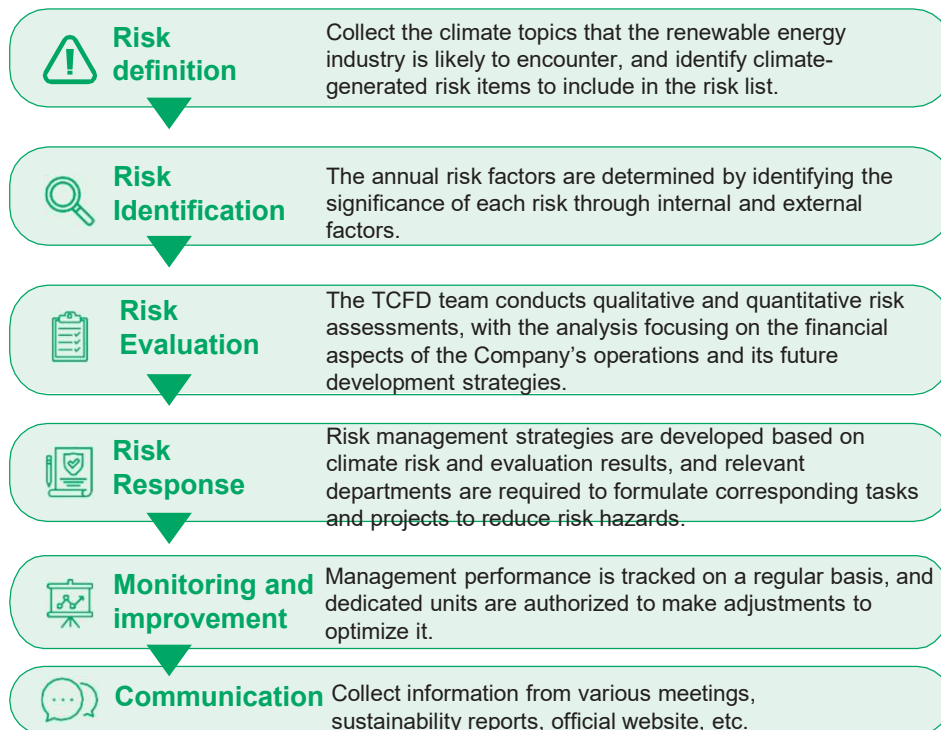 Risk
definition
Collect the climate topics that the renewable energy
industry is likely to encounter, and identify climate-
generated risk items to include in the risk list.
Risk
Identification
The annual risk factors are determined by identifying the
significance of each risk through internal and external
factors.
Risk
Evaluation
The TCFD team conducts qualitative and quantitative risk
assessments, with the analysis focusing on the financial
aspects of the Company’s operations and its future
development strategies.
Risk
Response
Risk management strategies are developed based on
climate risk and evaluation results, and relevant
departments are required to formulate corresponding tasks
and projects to reduce risk hazards.
Monitoring and
improvement
Management performance is tracked on a regular basis, and
dedicated units are authorized to make adjustments to
optimize it.
Communication
Collect information from various meetings,
sustainability reports, official website, etc.